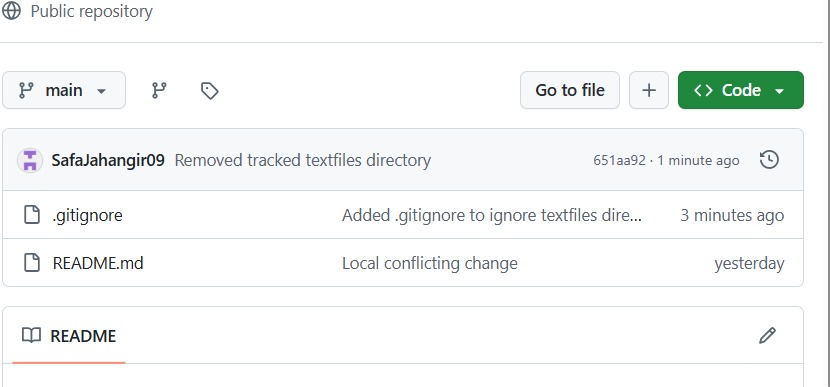 Public repository
main
Go to file
Code
SafaJahangir09 Removed tracked textfiles directory 651aa92 · 1 minute ago
.gitignore Added .gitignore to ignore textfiles dire... 3 minutes ago
README.md Local conflicting change yesterday
README